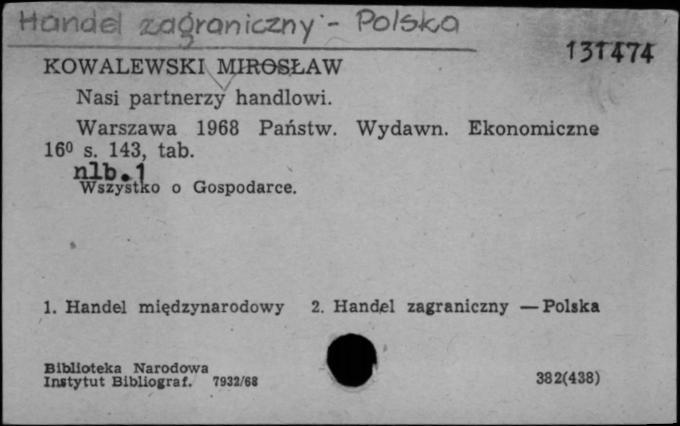 Handel zagraniczny - Polska
131474
KOWALEWSKI MIROSŁAW
Nasi partnerzy handlowi.
Warszawa 1968 Państw. Wydawn. Ekonomiczne
16⁰ s. 143, tab.
nlb. 1
Wszystko o Gospodarce.
1. Handel międzynarodowy 2. Handel zagraniczny — Polska
Biblioteka Narodowa
Instytut Bibliograf. 7932/68
382(438)